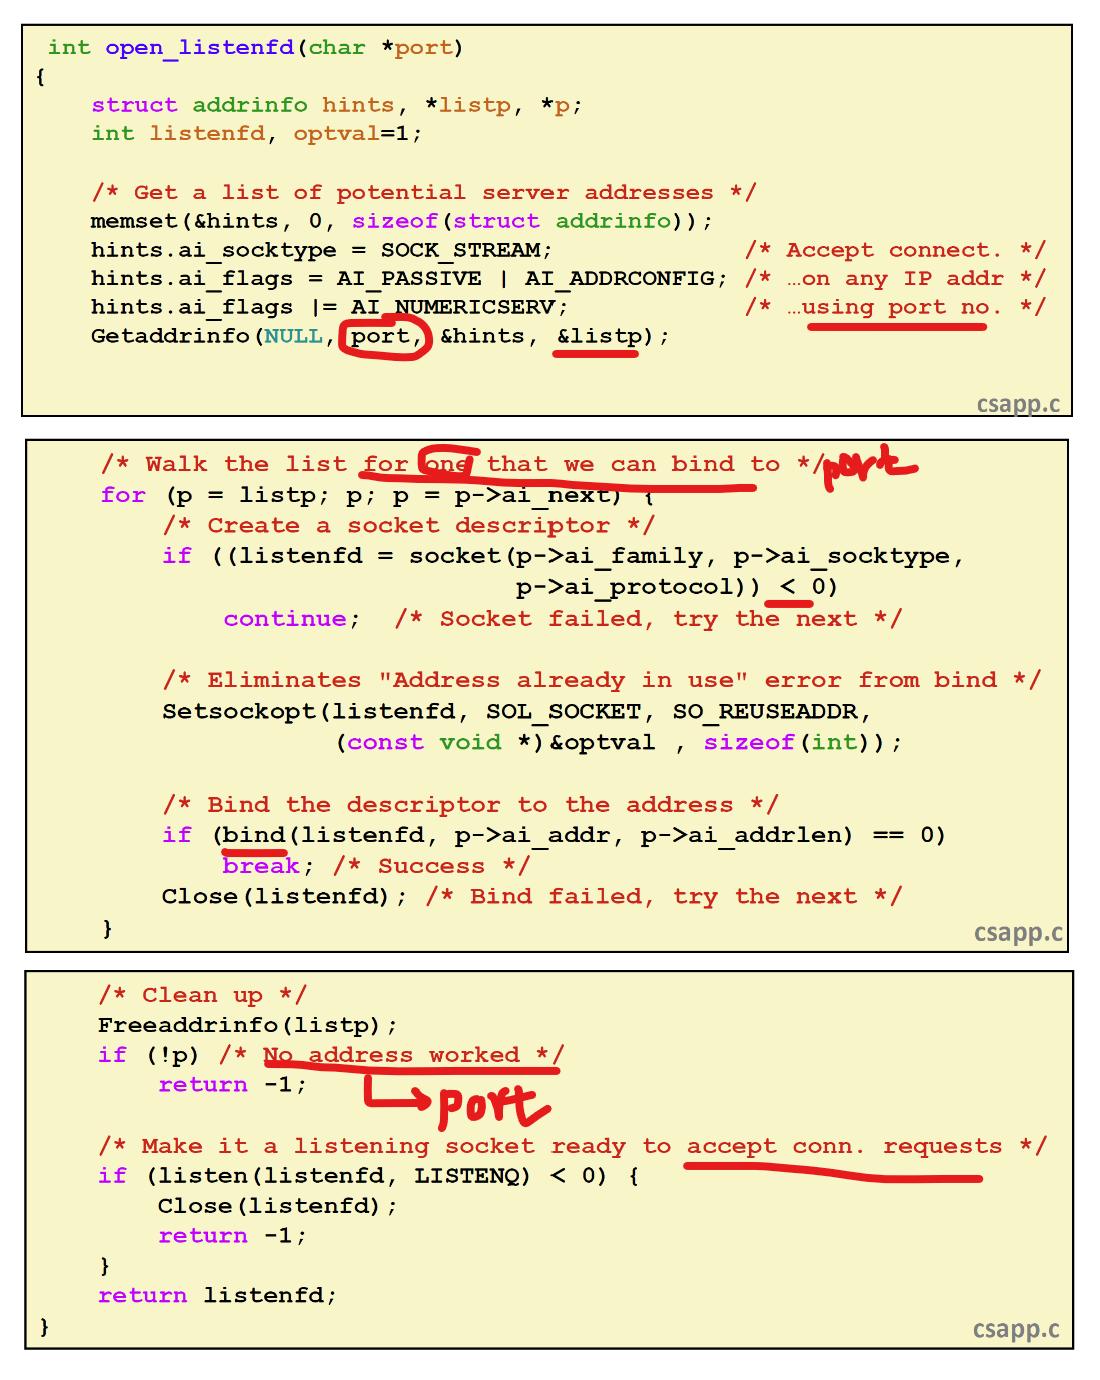 int open_listenfd(char *port)
{
    struct addrinfo hints, *listp, *p;
    int listenfd, optval=1;

    /* Get a list of potential server addresses */
    memset(&hints, 0, sizeof(struct addrinfo));
    hints.ai_socktype = SOCK_STREAM;             /* Accept connect. */
    hints.ai_flags = AI_PASSIVE | AI_ADDRCONFIG; /* …on any IP addr */
    hints.ai_flags |= AI_NUMERICSERV;            /* …using port no. */
    Getaddrinfo(NULL, port, &hints, &listp);
csapp.c
    /* Walk the list for one that we can bind to */ port
    for (p = listp; p; p = p->ai_next) {
        /* Create a socket descriptor */
        if ((listenfd = socket(p->ai_family, p->ai_socktype,
                               p->ai_protocol)) < 0)
            continue;  /* Socket failed, try the next */

        /* Eliminates "Address already in use" error from bind */
        Setsockopt(listenfd, SOL_SOCKET, SO_REUSEADDR,
                   (const void *)&optval , sizeof(int));

        /* Bind the descriptor to the address */
        if (bind(listenfd, p->ai_addr, p->ai_addrlen) == 0)
            break; /* Success */
        Close(listenfd); /* Bind failed, try the next */
    }
csapp.c
    /* Clean up */
    Freeaddrinfo(listp);
    if (!p) /* No address worked */
        return -1;
port

    /* Make it a listening socket ready to accept conn. requests */
    if (listen(listenfd, LISTENQ) < 0) {
        Close(listenfd);
        return -1;
    }
    return listenfd;
}
csapp.c